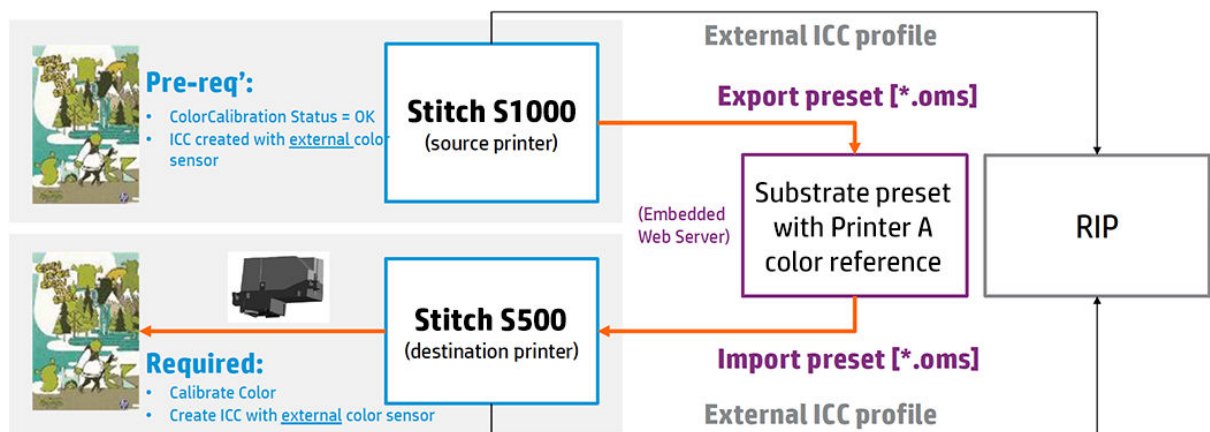 External ICC profile
Pre-req':
• ColorCalibration Status = OK
• ICC created with external color
sensor
Stitch S1000
(source printer)
Export preset [*.oms]
(Embedded
Web Server)
Substrate preset
with Printer A
color reference
RIP
Stitch S500
(destination printer)
Import preset [*.oms]
Required:
• Calibrate Color
• Create ICC with external color sensor
External ICC profile